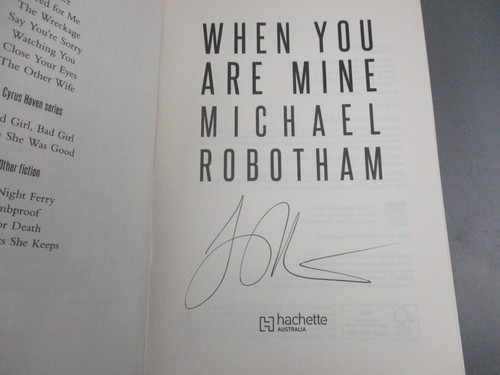 ed for Me
The Wreckage
Say You're Sorry
Watching You
Close Your Eyes
The Other Wife
Cyrus Haven series
d Girl, Bad Girl
n She Was Good
Other fiction
Night Ferry
mbproof
or Death
ts She Keeps
WHEN YOU
ARE MINE
MICHAEL
ROBOTHAM
hachette
AUSTRALIA